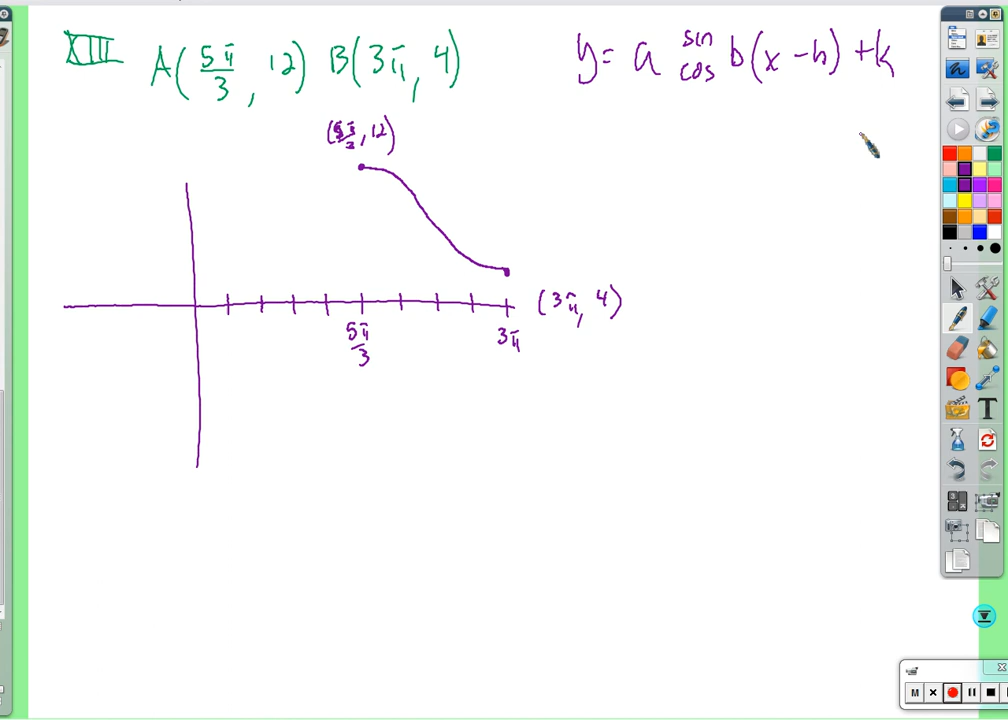 XIII A(5π/3, 12) B(3π, 4)
y = a sin cos b(x - h) + k
(5π/3, 12)
(3π, 4)
5π/3
3π
T
M